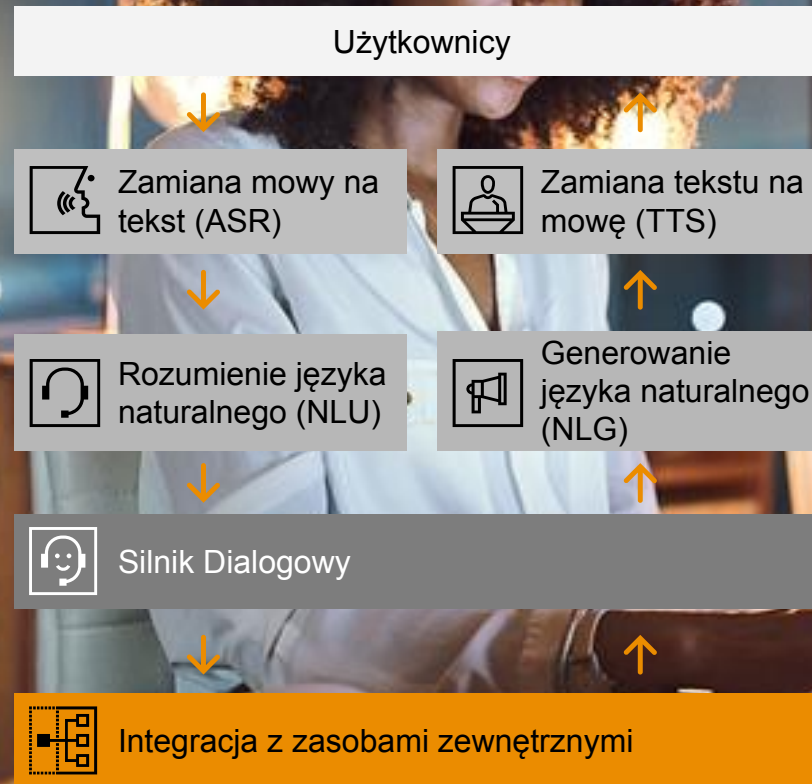 Użytkownicy
Zamiana mowy na
tekst (ASR)
Zamiana tekstu na
mowę (TTS)
Rozumienie języka
naturalnego (NLU)
Generowanie
języka naturalnego
(NLG)
Silnik Dialogowy
Integracja z zasobami zewnętrznymi